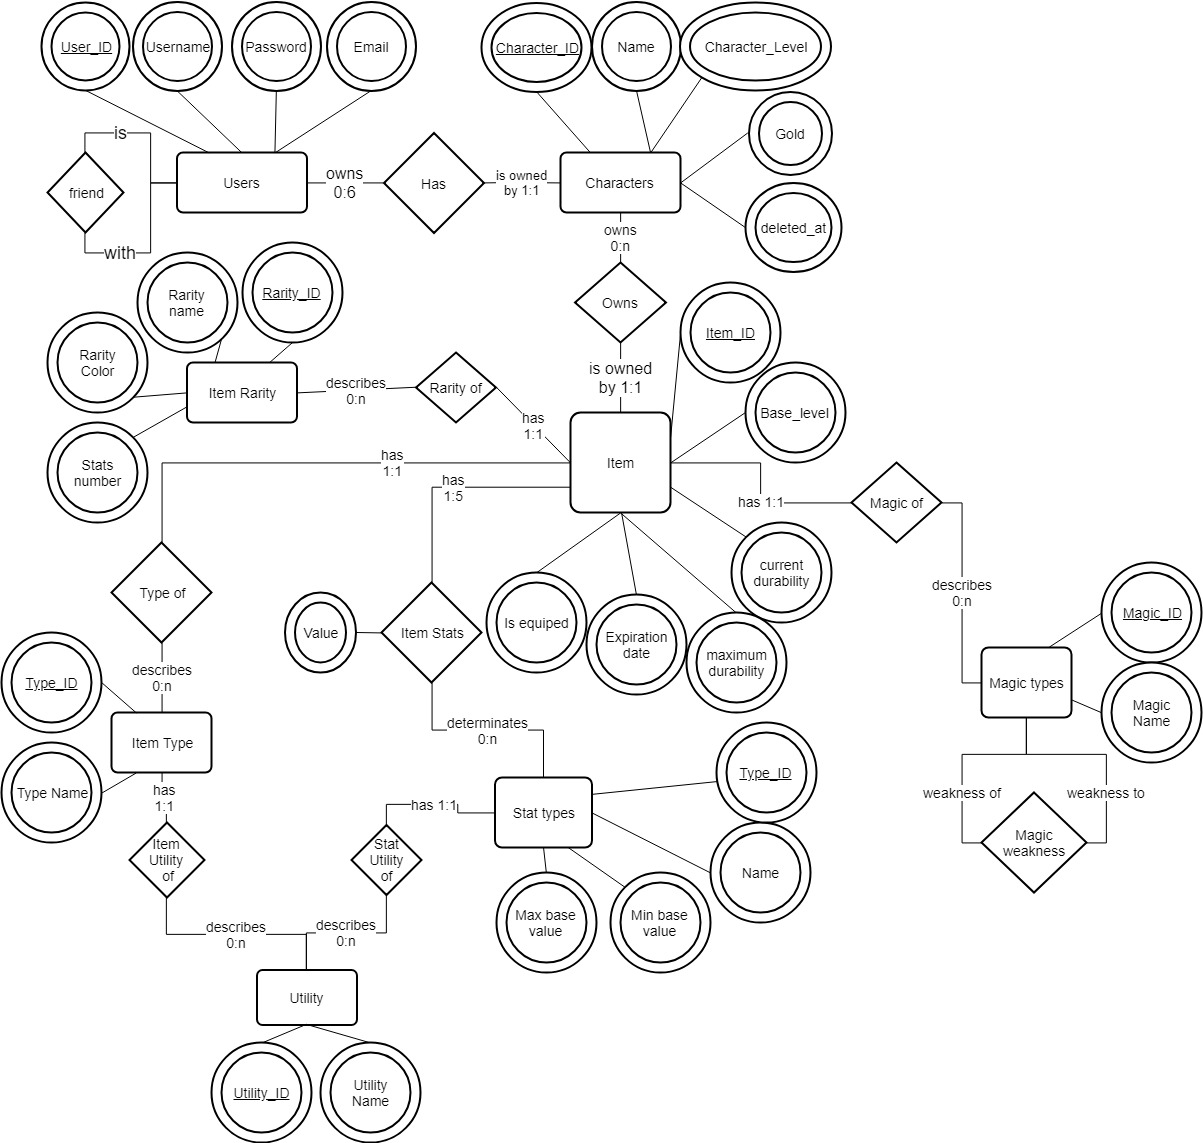 User_ID
Username
Password
Email
Character_ID
Name
Character_Level
Gold
deleted_at
is
friend
with
Users
owns
0:6
Has
is owned
by 1:1
Characters
owns
0:n
Owns
is owned
by 1:1
Rarity
name
Rarity_ID
Rarity
Color
Stats
number
Item Rarity
describes
0:n
Rarity of
has
1:1
Item_ID
Base_level
Item
has
1:1
has
1:5
has 1:1
Magic of
describes
0:n
current
durability
Is equiped
Expiration
date
maximum
durability
Type of
Value
Item Stats
describes
0:n
Type_ID
Item Type
Type Name
has
1:1
determinates
0:n
Magic_ID
Magic types
Magic
Name
weakness of
weakness to
Magic
weakness
Type_ID
Stat types
Name
Max base
value
Min base
value
has 1:1
Item
Utility
of
Stat
Utility
of
describes
0:n
describes
0:n
Utility
Utility_ID
Utility
Name